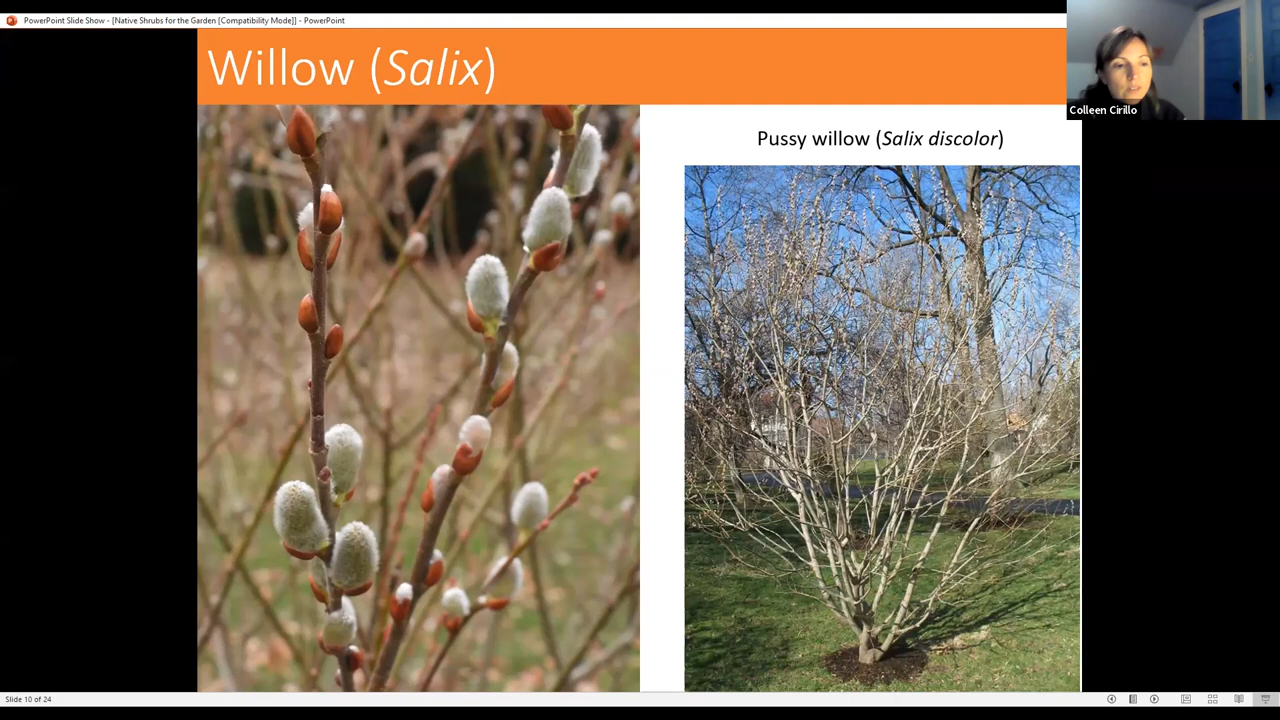 PowerPoint Slide Show - [Native Shrubs for the Garden [Compatibility Mode]] - PowerPoint
Willow (Salix)
Colleen Cirillo
Pussy willow (Salix discolor)
Slide 10 of 24